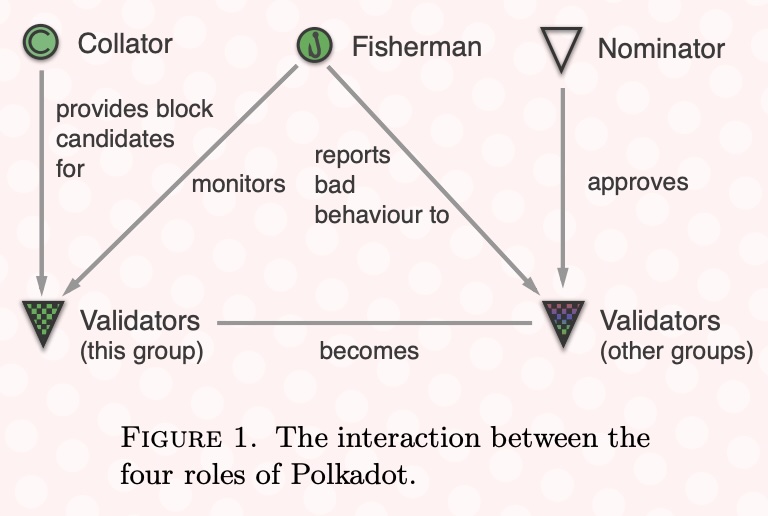 Collator
Fisherman
Nominator
provides block
candidates
for
monitors
reports
bad
behaviour to
approves
Validators
(this group)
becomes
Validators
(other groups)
FIGURE 1. The interaction between the
four roles of Polkadot.